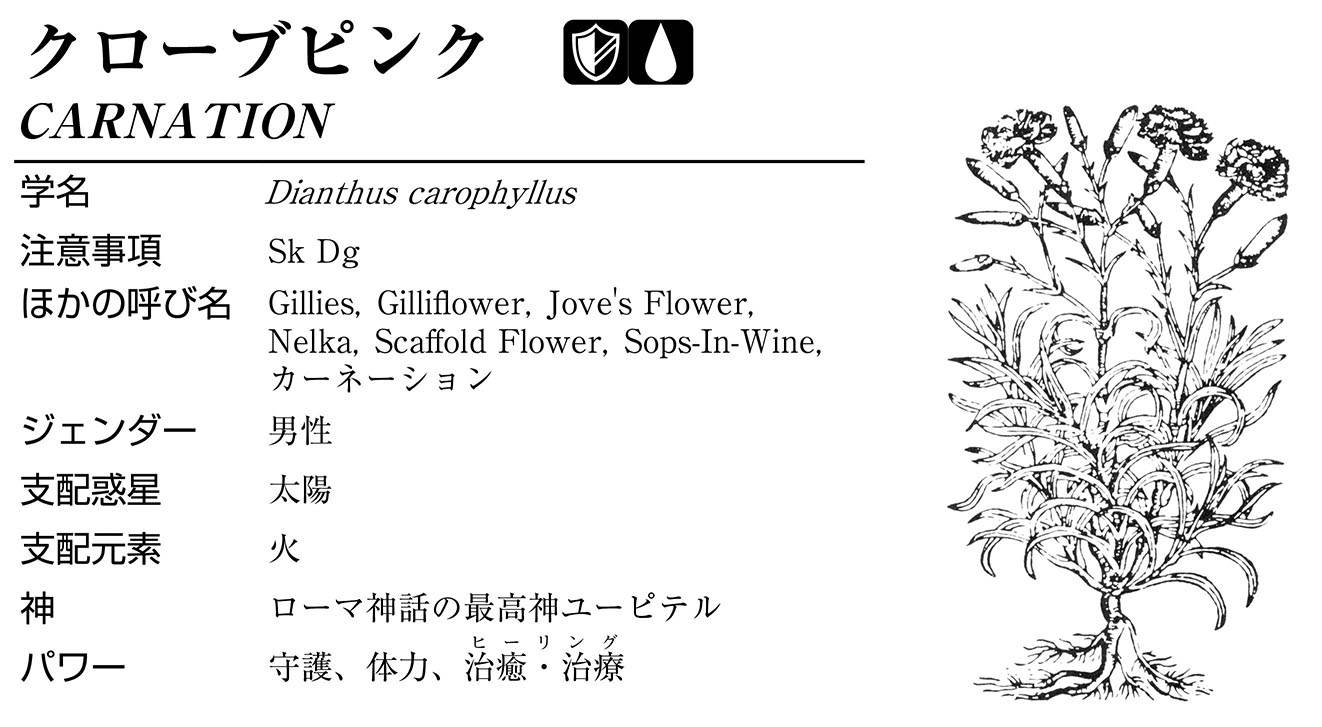 クローブピンク
CARNATION
学名 Dianthus carophyllus
注意事項 Sk Dg
ほかの呼び名 Gillies, Gilliflower, Jove's Flower,
Nelka, Scaffold Flower, Sops-In-Wine,
カーネーション
ジェンダー 男性
支配惑星 太陽
支配元素 火
神 ローマ神話の最高神ユーピテル
ヒーリング
パワー 守護、体力、治癒・治療